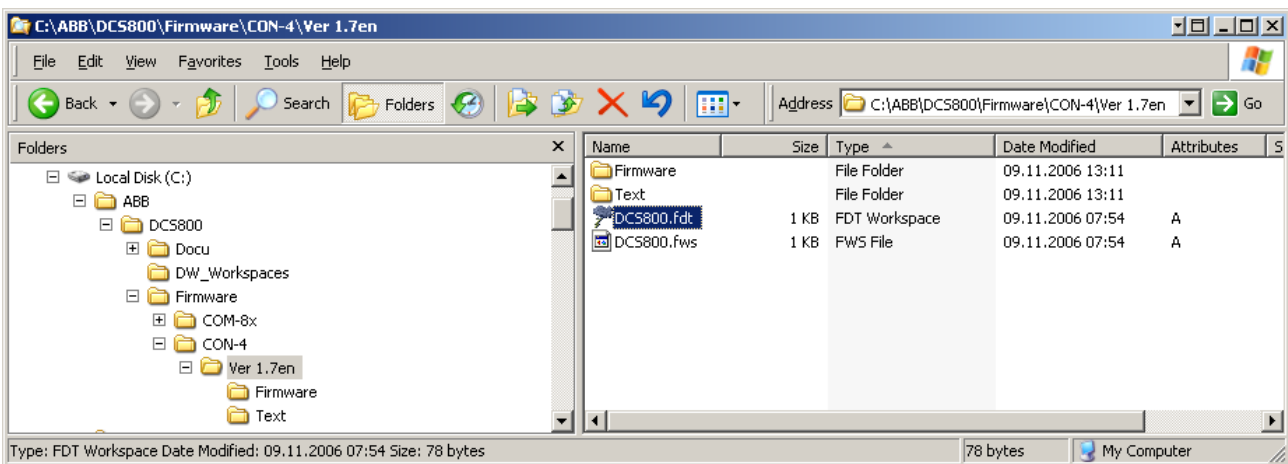 C:\ABB\DCS800\Firmware\CON-4\Ver 1.7en
File Edit View Favorites Tools Help
Back Search Folders Address C:\ABB\DCS800\Firmware\CON-4\Ver 1.7en Go
Folders x Name Size Type Date Modified Attributes S
Local Disk (C:) Firmware File Folder 09.11.2006 13:11
ABB Text File Folder 09.11.2006 13:11
DCS800 DCS800.fdt 1 KB FDT Workspace 09.11.2006 07:54 A
Docu DCS800.fws 1 KB FWS File 09.11.2006 07:54 A
DW_Workspaces
Firmware
COM-8x
CON-4
Ver 1.7en
Firmware
Text
Type: FDT Workspace Date Modified: 09.11.2006 07:54 Size: 78 bytes 78 bytes My Computer